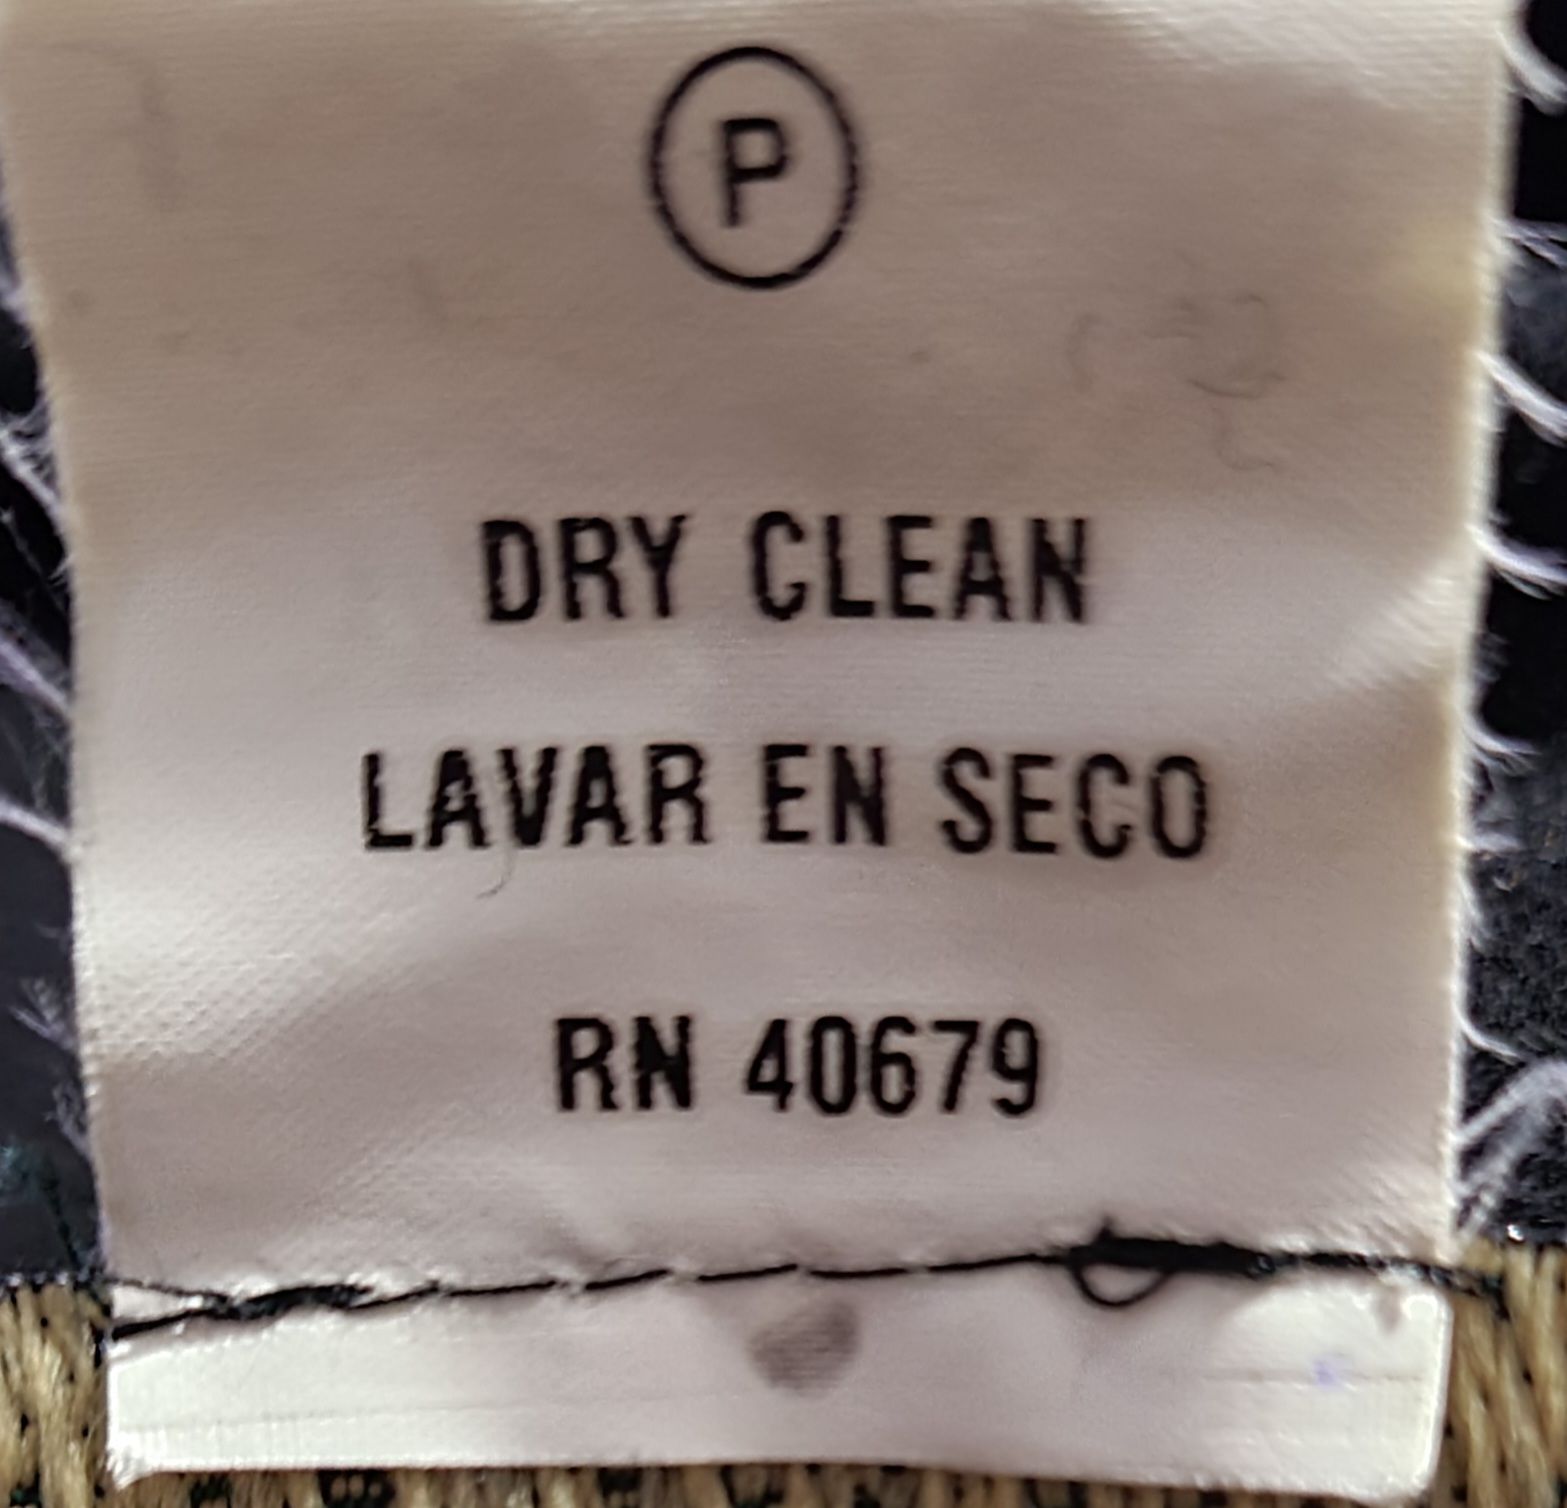 P
DRY CLEAN
LAVAR EN SECO
RN 40679